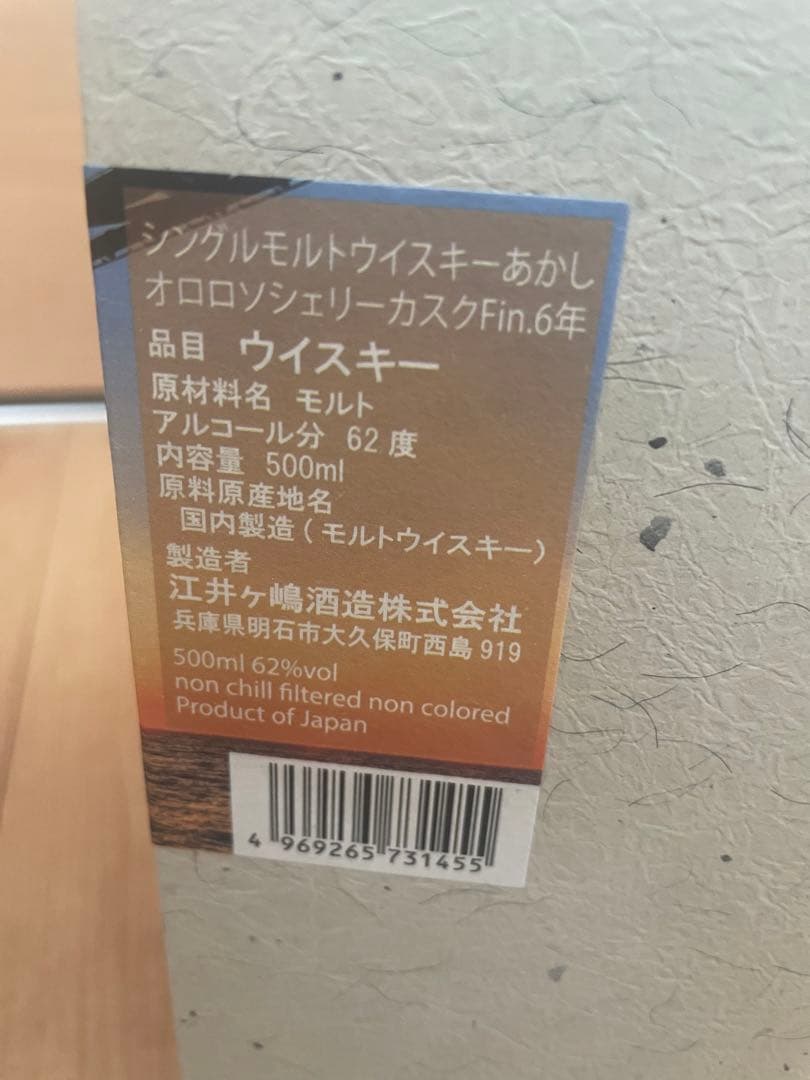 シングルモルトウイスキーあかし
オロロソシェリーカスクFin.6年
品目 ウイスキー
原材料名 モルト
アルコール分 62度
内容量 500ml
原料原産地名
国内製造(モルトウイスキー)
製造者
江井ヶ嶋酒造株式会社
兵庫県明石市大久保町西島919
500ml 62%vol
non chill filtered non colored
Product of Japan
4 969265 731455